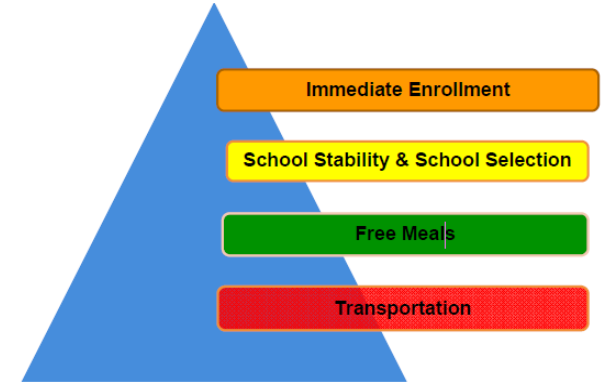 Immediate Enrollment
School Stability & School Selection
Free Meals
Transportation